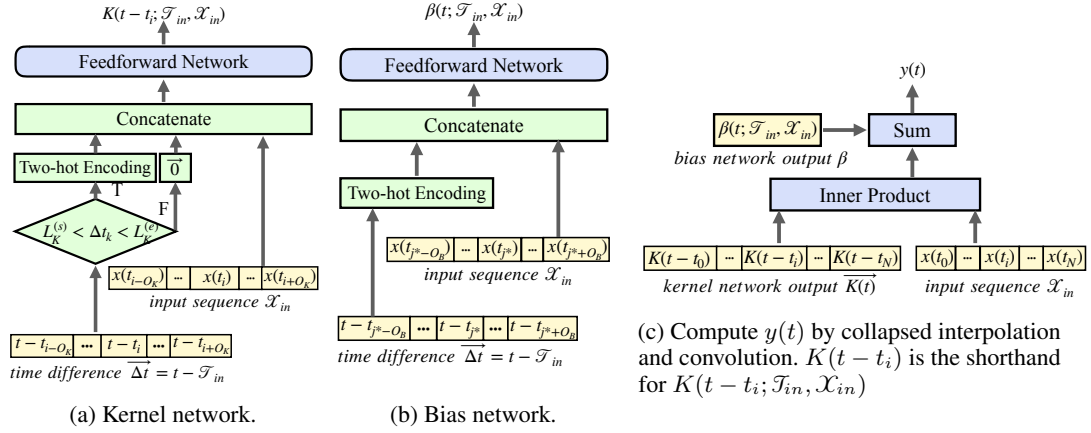 K(t − t_i; 𝒯_in, 𝒳_in)
Feedforward Network
Concatenate
Two-hot Encoding
0⃗
T
F
L_K^(s) < Δt_k < L_K^(e)
x(t_{i−O_K}) ... x(t_i) ... x(t_{i+O_K})
input sequence 𝒳_in
t − t_{i−O_K} ... t − t_i ... t − t_{i+O_K}
time difference Δt⃗ = t − 𝒯_in
(a) Kernel network.
β(t; 𝒯_in, 𝒳_in)
Feedforward Network
Concatenate
Two-hot Encoding
x(t_{j*−O_B}) ... x(t_{j*}) ... x(t_{j*+O_B})
input sequence 𝒳_in
t − t_{j*−O_B} ... t − t_{j*} ... t − t_{j*+O_B}
time difference Δt⃗ = t − 𝒯_in
(b) Bias network.
y(t)
β(t; 𝒯_in, 𝒳_in)
Sum
bias network output β
Inner Product
K(t − t_0) ... K(t − t_i) ... K(t − t_N)
kernel network output K(t)⃗
x(t_0) ... x(t_i) ... x(t_N)
input sequence 𝒳_in
(c) Compute y(t) by collapsed interpolation
and convolution. K(t − t_i) is the shorthand
for K(t − t_i; 𝒯_in, 𝒳_in)